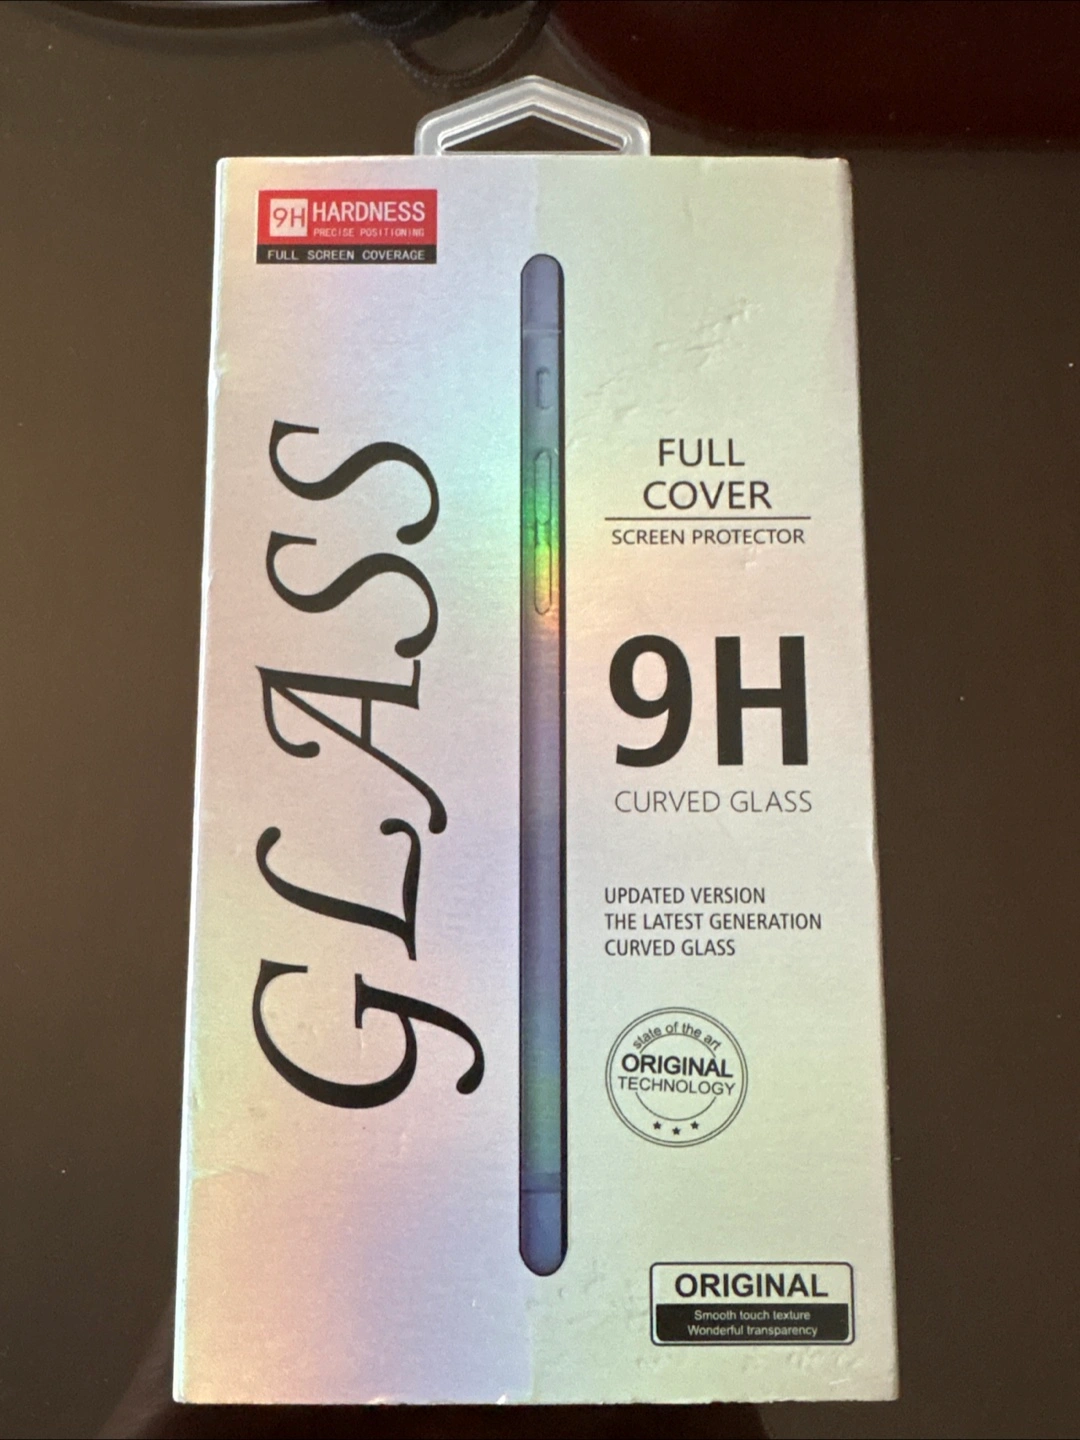 9H HARDNESS
PRECISE POSITIONING
FULL SCREEN COVERAGE
GLASS
FULL
COVER
SCREEN PROTECTOR
9H
CURVED GLASS
UPDATED VERSION
THE LATEST GENERATION
CURVED GLASS
state of the art
ORIGINAL
TECHNOLOGY
ORIGINAL
Smooth touch texture
Wonderful transparency